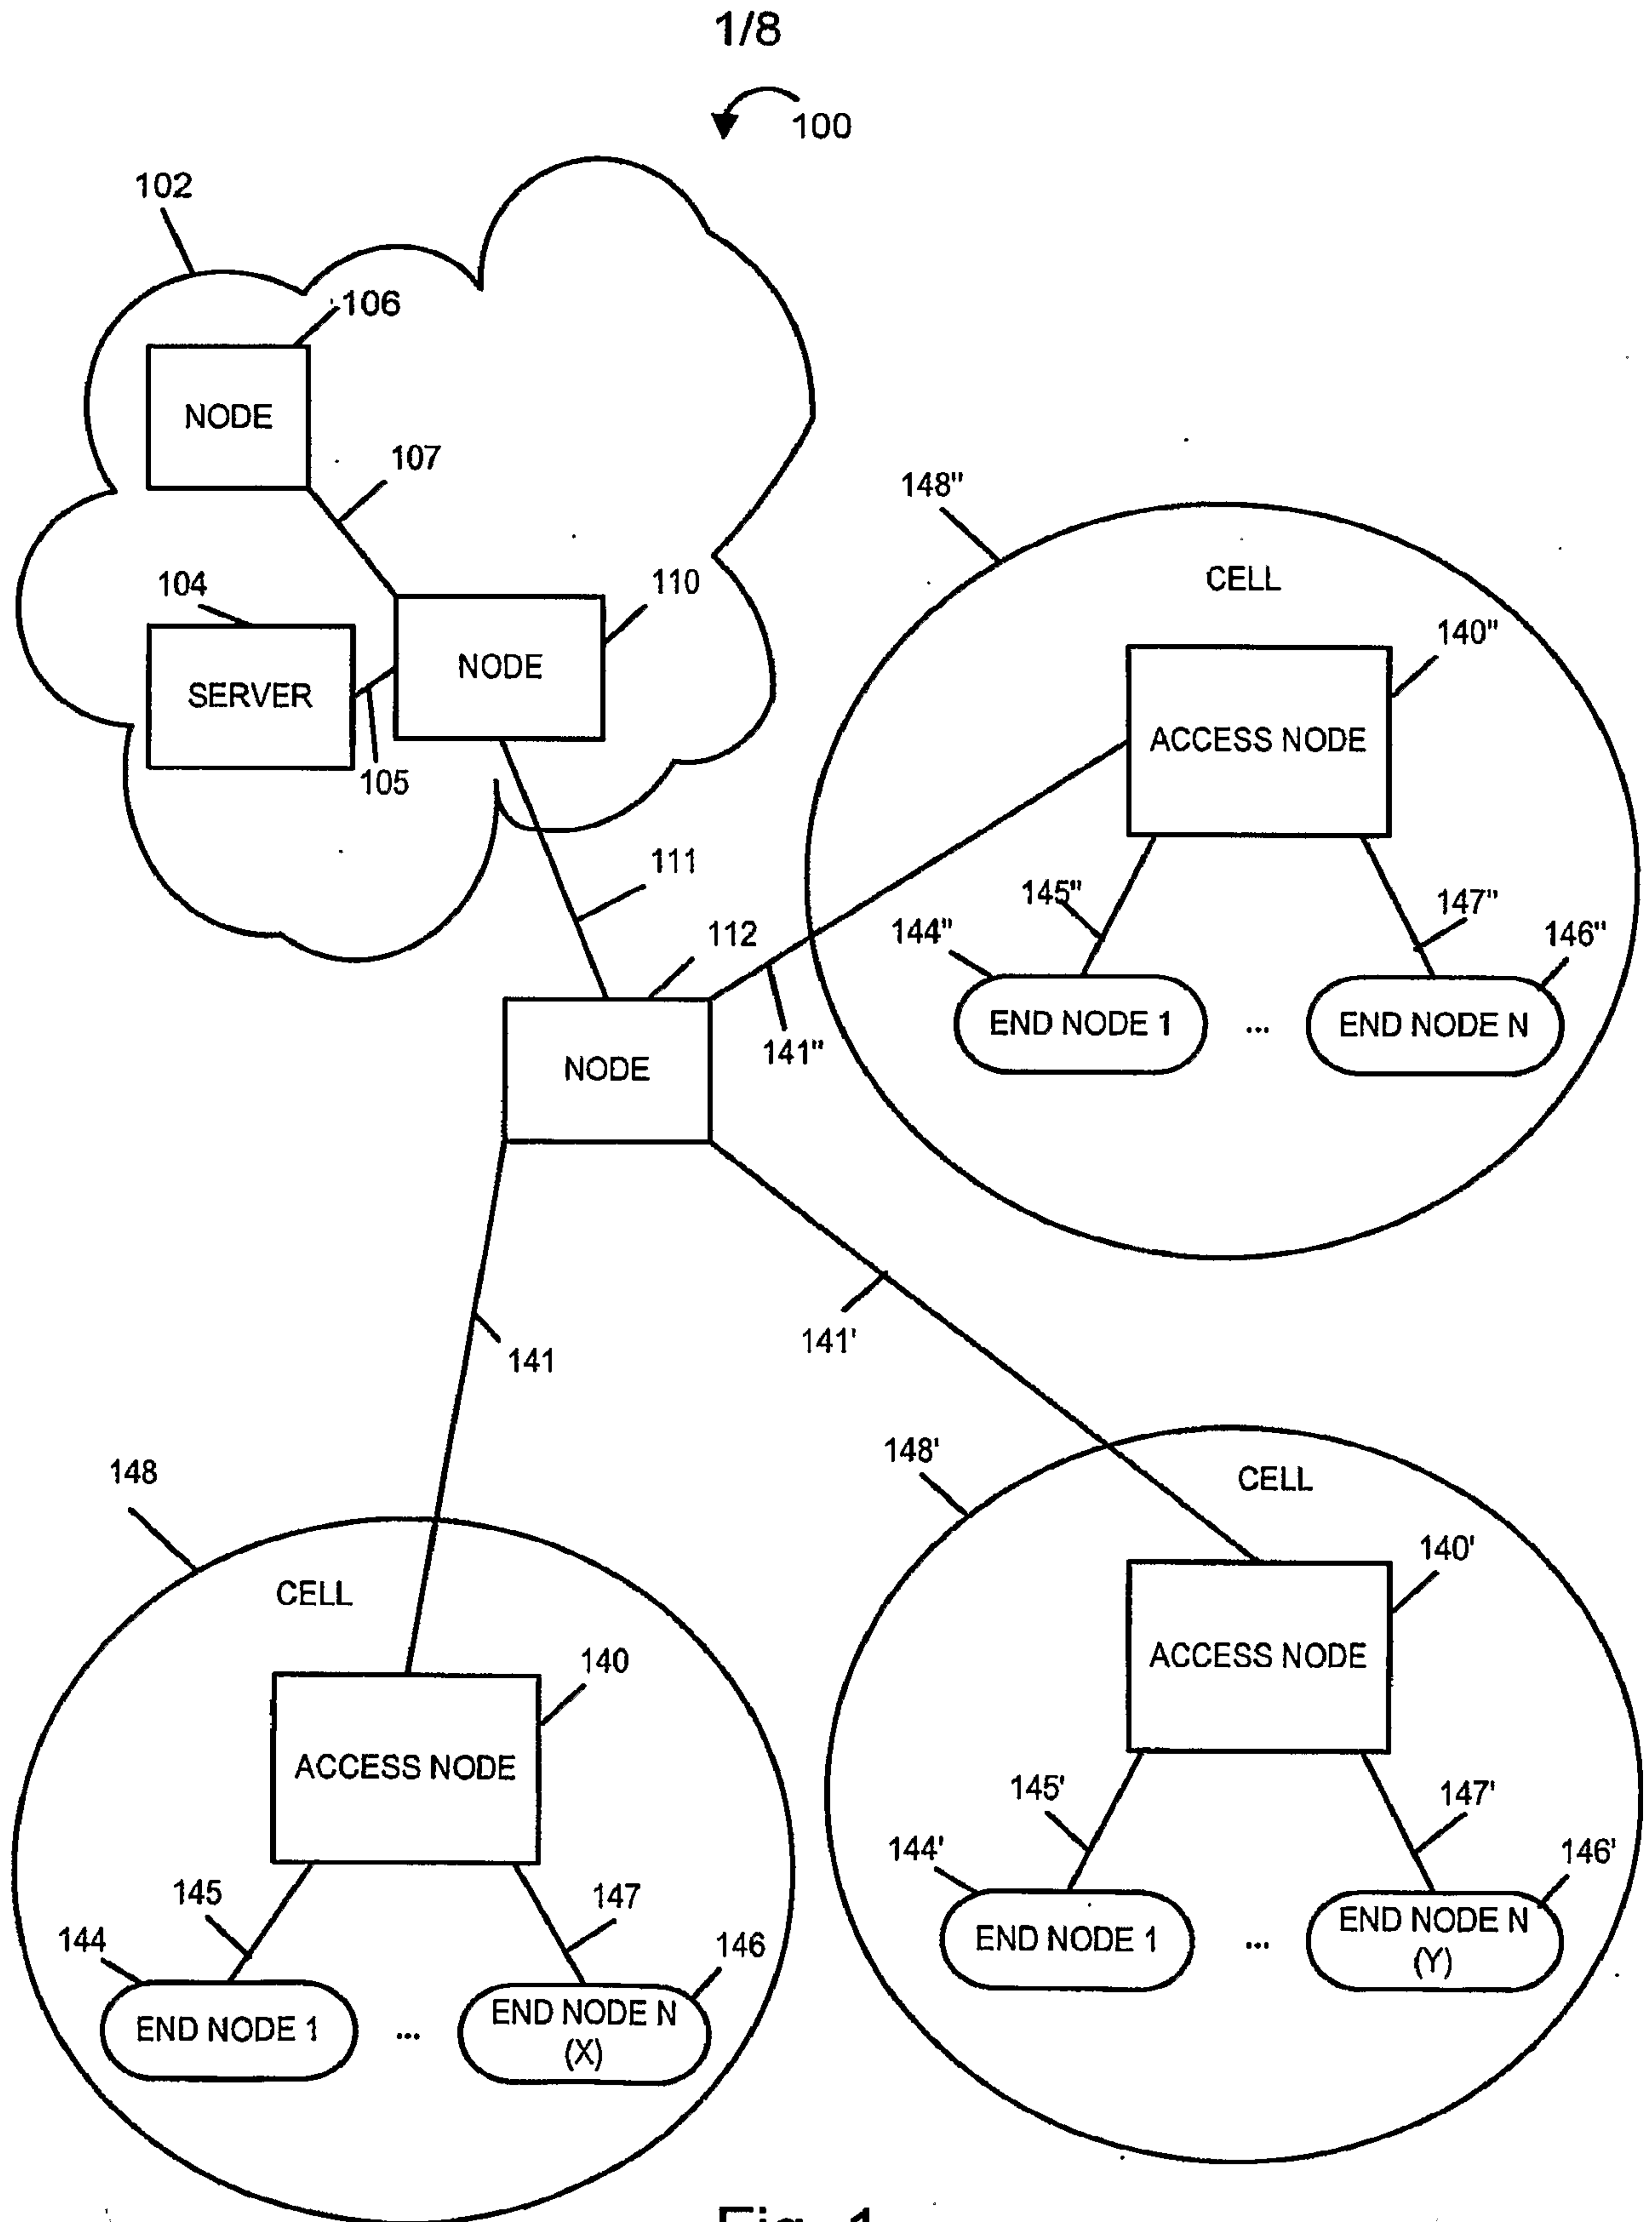 1/8
100
102
106
NODE
107
104
SERVER
105
110
NODE
111
112
NODE
141"
141
141'
148"
CELL
140"
ACCESS NODE
145"
147"
144"
146"
END NODE 1
...
END NODE N
148
CELL
140
ACCESS NODE
145
147
144
146
END NODE 1
...
END NODE N
(X)
148'
CELL
140'
ACCESS NODE
145'
147'
144'
146'
END NODE 1
...
END NODE N
(Y)
Fig. 1